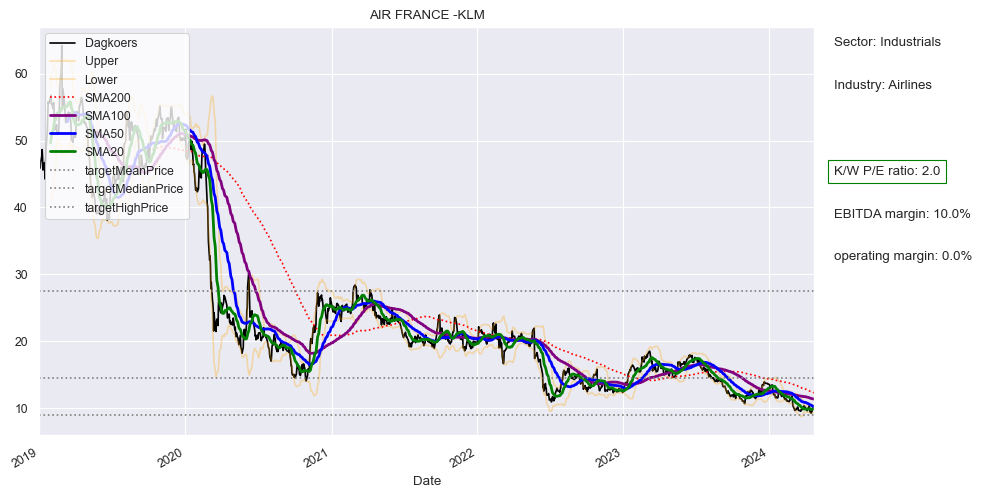 AIR FRANCE -KLM
Dagkoers
Upper
Lower
SMA200
SMA100
SMA50
SMA20
targetMeanPrice
targetMedianPrice
targetHighPrice
60
50
40
30
20
10
2019
2020
2021
2022
2023
2024
Date
Sector: Industrials
Industry: Airlines
K/W P/E ratio: 2.0
EBITDA margin: 10.0%
operating margin: 0.0%